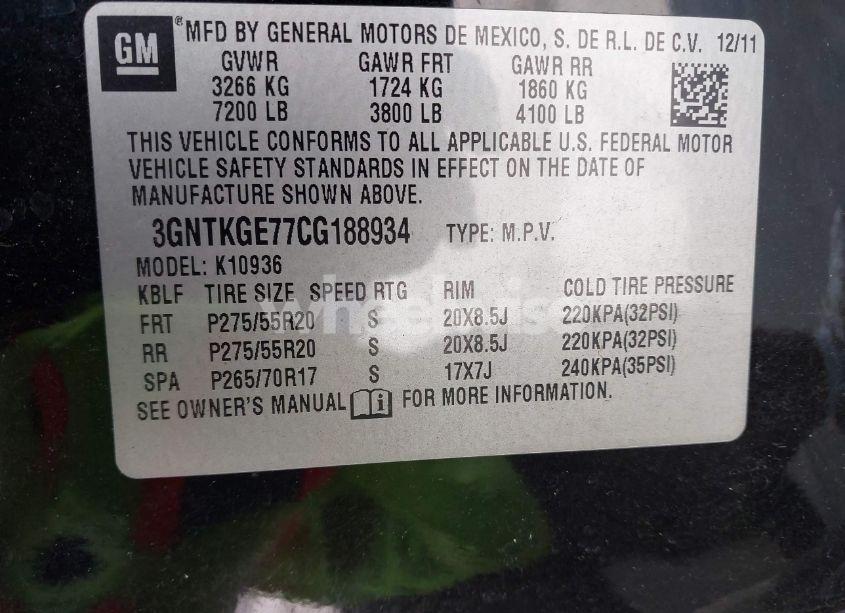 GM ® MFD BY GENERAL MOTORS DE MEXICO, S. DE R.L. DE C.V. 12/11
GVWR GAWR FRT GAWR RR
3266 KG 1724 KG 1860 KG
7200 LB 3800 LB 4100 LB
THIS VEHICLE CONFORMS TO ALL APPLICABLE U.S. FEDERAL MOTOR
VEHICLE SAFETY STANDARDS IN EFFECT ON THE DATE OF
MANUFACTURE SHOWN ABOVE.
3GNTKGE77CG188934 TYPE: M.P.V.
MODEL: K10936
KBLF TIRE SIZE SPEED RTG RIM COLD TIRE PRESSURE
FRT P275/55R20 S 20X8.5J 220KPA(32PSI)
RR P275/55R20 S 20X8.5J 220KPA(32PSI)
SPA P265/70R17 S 17X7J 240KPA(35PSI)
SEE OWNER'S MANUAL i FOR MORE INFORMATION.